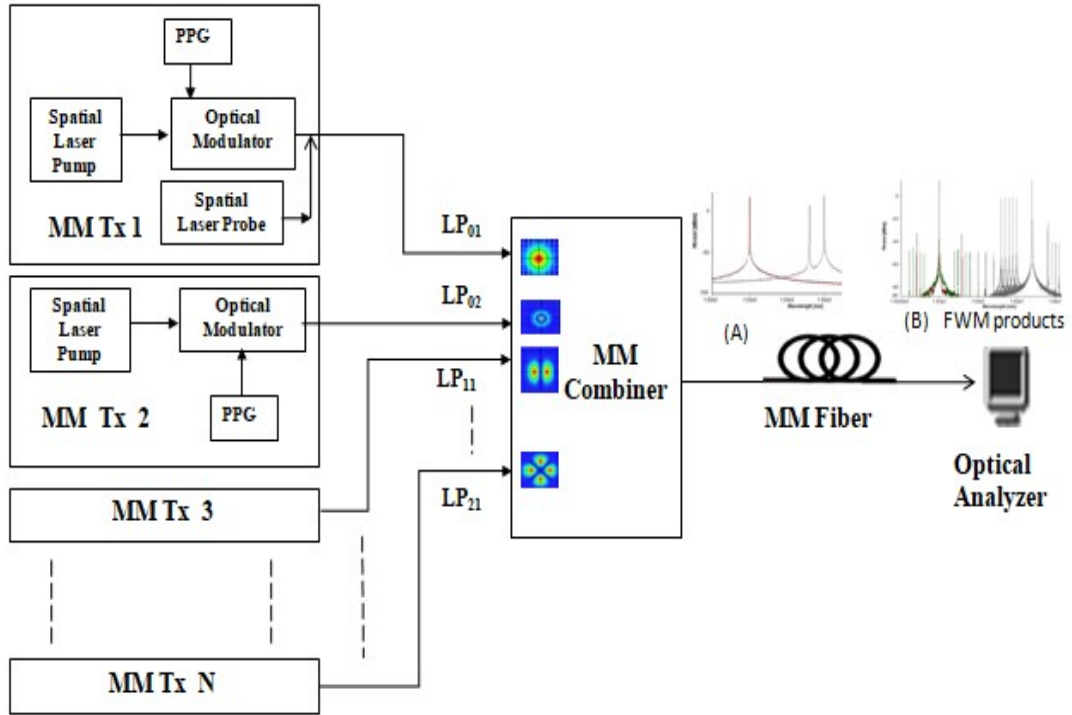 PPG
Spatial
Laser
Pump
Optical
Modulator
Spatial
Laser Probe
MM Tx 1
Spatial
Laser
Pump
Optical
Modulator
PPG
MM Tx 2
MM Tx 3
MM Tx N
LP01
LP02
LP11
LP21
MM
Combiner
(A)
(B) FWM products
MM Fiber
Optical
Analyzer